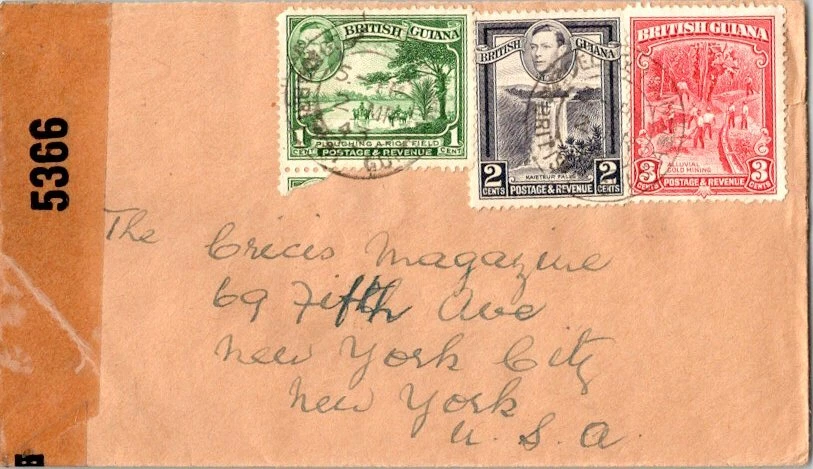 5366
BRITISH GUIANA
1 CENT PLOUGHING A RICE FIELD 1 CENT
POSTAGE & REVENUE
BRITISH GUIANA
KAIETEUR FALLS
2 CENTS POSTAGE & REVENUE 2 CENTS
BRITISH GUIANA
ALLUVIAL
GOLD MINING
3 CENTS POSTAGE & REVENUE 3 CENTS
The Crecis Magazine
69 Fifth Ave
New York City
New York
U. S. A.